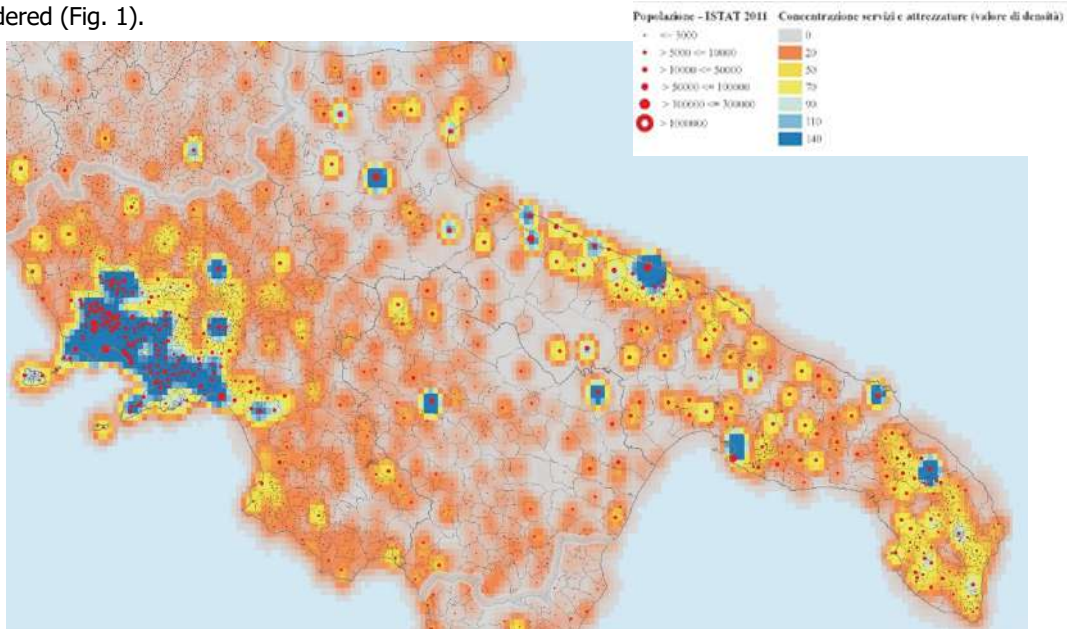 dered (Fig. 1).
Popolazione - ISTAT 2011 Concentrazione servizi e attrezzature (valore di densità)
<= 5000 0
> 5000 <= 10000 20
> 10000 <= 50000 50
> 50000 <= 100000 70
> 100000 <= 300000 90
> 1000000 110
140